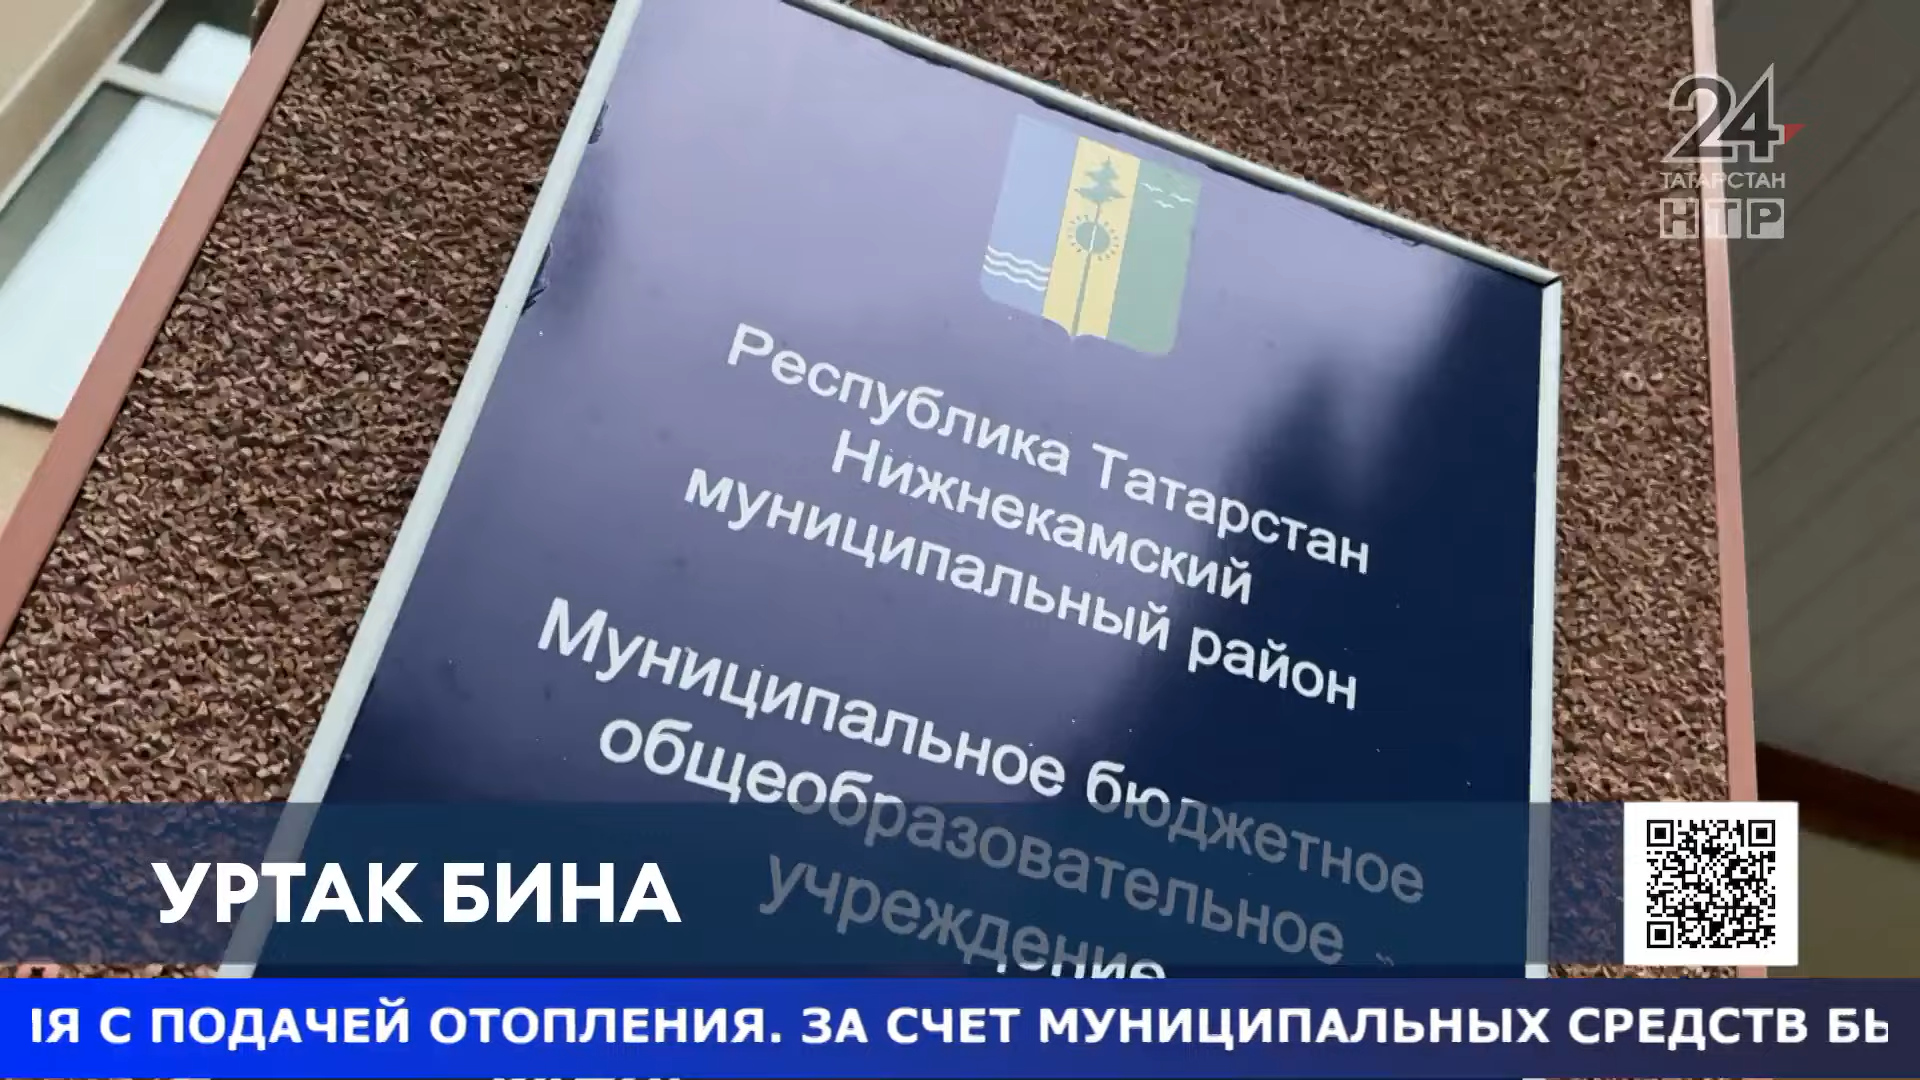 24
ТАТАРСТАН
НТР
Республика Татарстан
Нижнекамский
муниципальный район
Муниципальное бюджетное
общеобразовательное
учреждение
УРТАК БИНА
С ПОДАЧЕЙ ОТОПЛЕНИЯ. ЗА СЧЕТ МУНИЦИПАЛЬНЫХ СРЕДСТВ